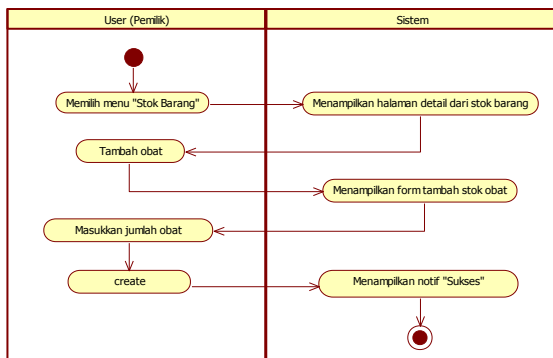 User (Pemilik)
Sistem
Memilih menu "Stok Barang"
Menampilkan halaman detail dari stok barang
Tambah obat
Menampilkan form tambah stok obat
Masukkan jumlah obat
create
Menampilkan notif "Sukses"